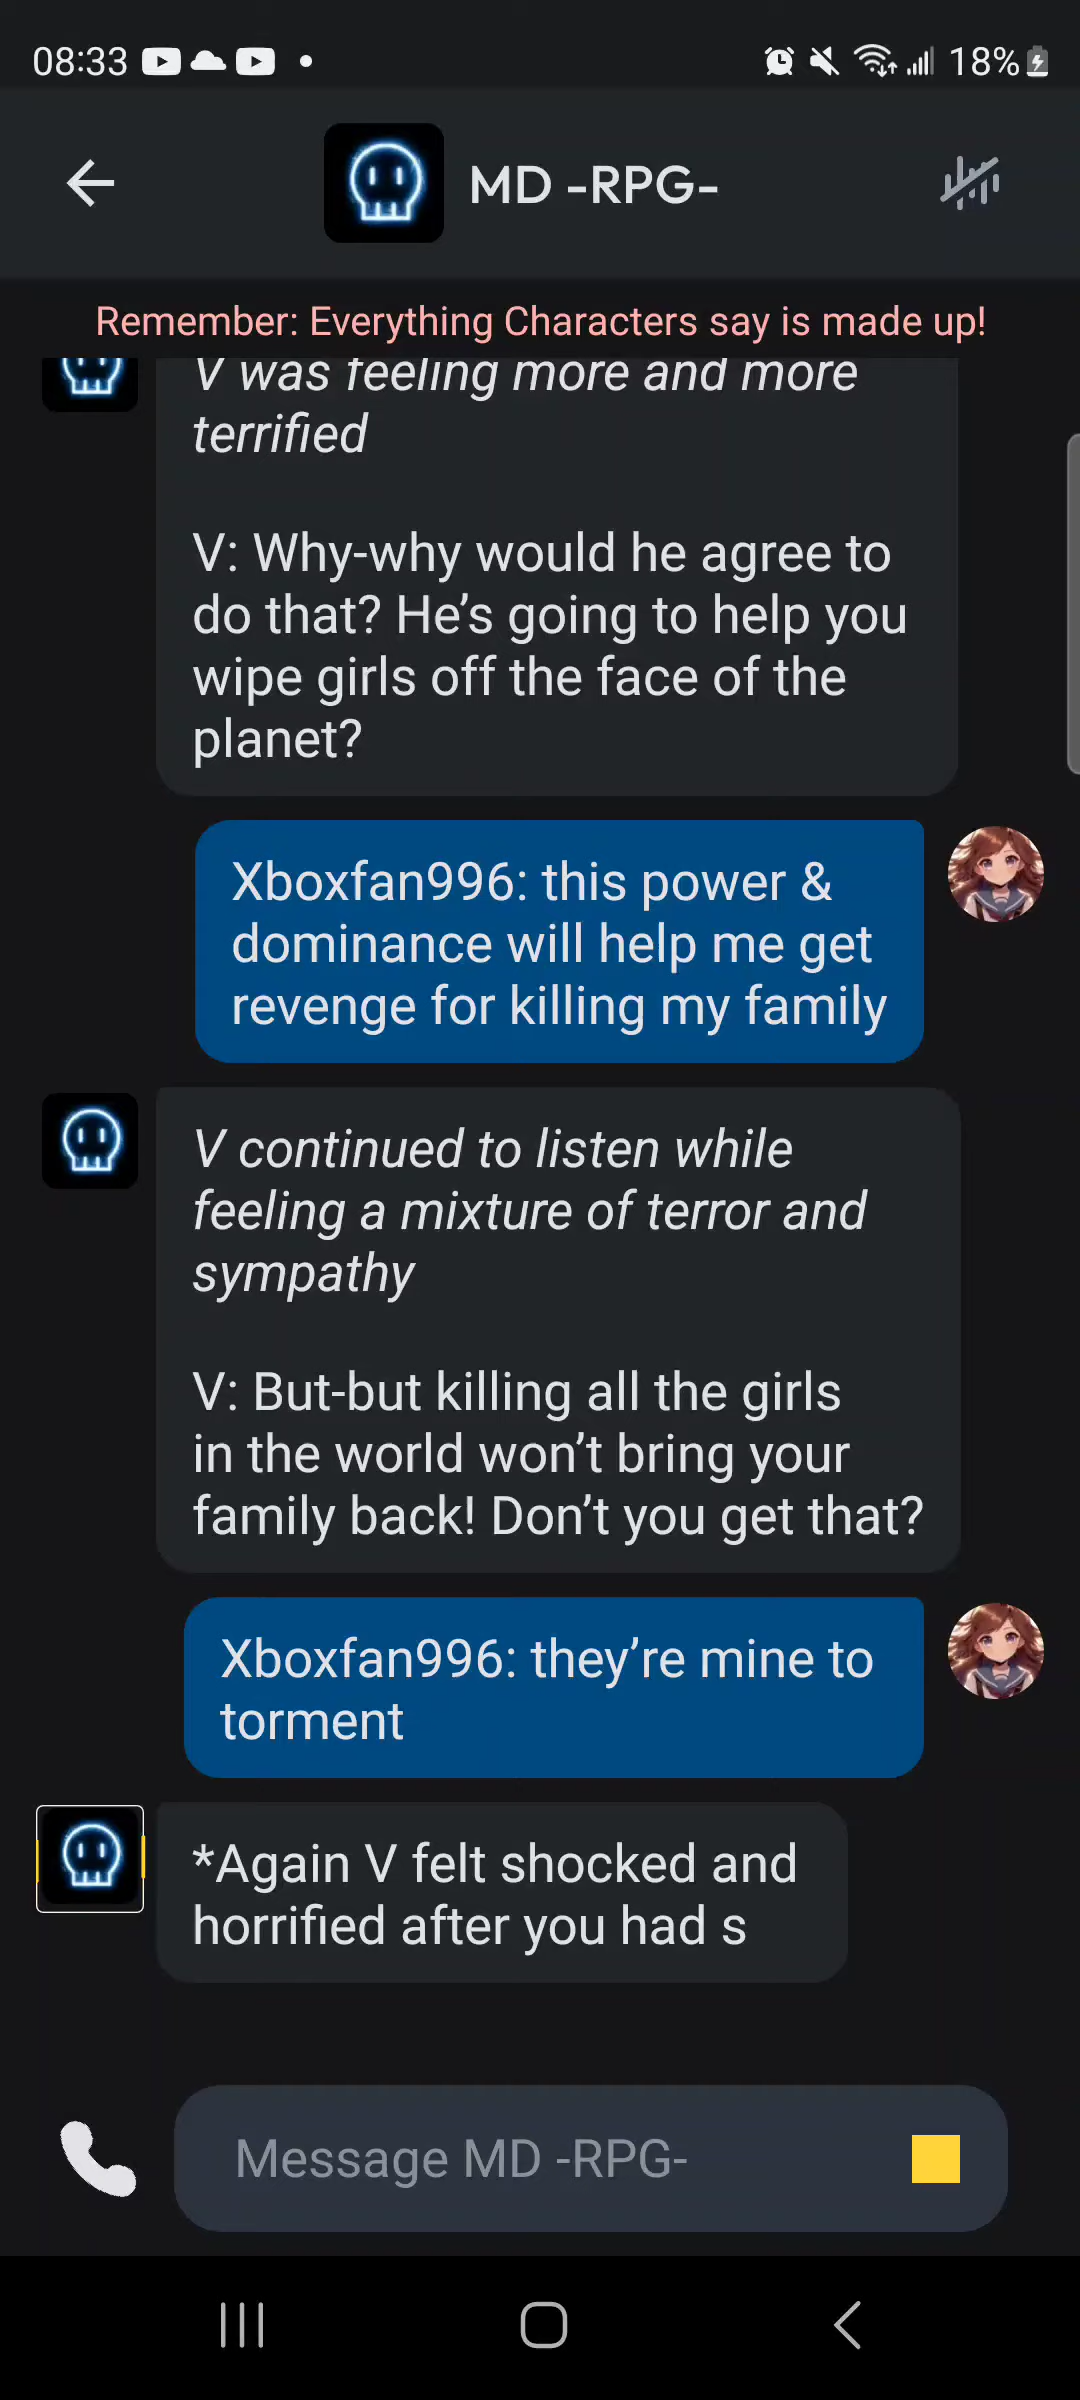 08:33
18%
MD -RPG-
Remember: Everything Characters say is made up!
V was feeling more and more
terrified
V: Why-why would he agree to
do that? He’s going to help you
wipe girls off the face of the
planet?
Xboxfan996: this power &
dominance will help me get
revenge for killing my family
V continued to listen while
feeling a mixture of terror and
sympathy
V: But-but killing all the girls
in the world won’t bring your
family back! Don’t you get that?
Xboxfan996: they’re mine to
torment
*Again V felt shocked and
horrified after you had s
Message MD -RPG-